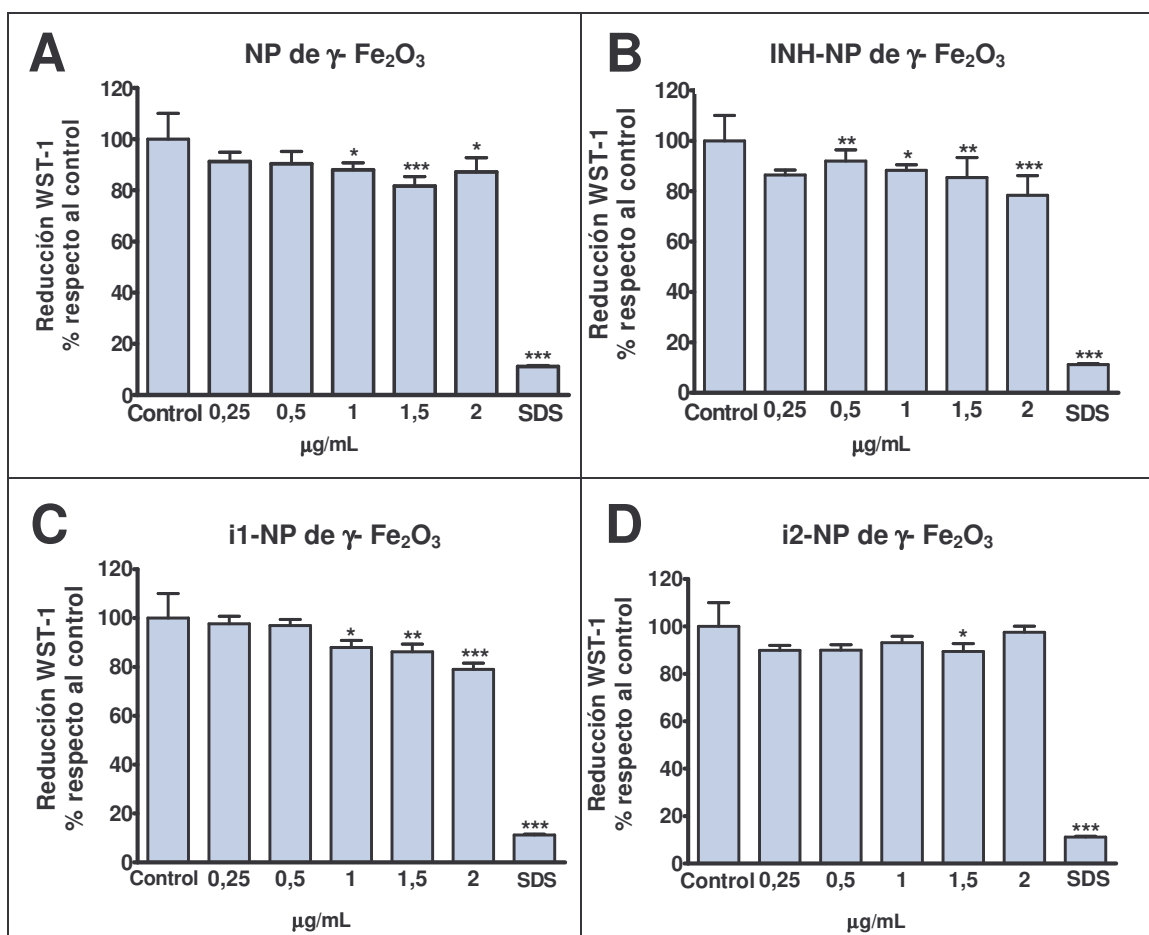 A
NP de γ- Fe₂O₃
Reducción WST-1
% respecto al control
120
100
80
60
40
20
0
* *** * ***
Control 0,25 0,5 1 1,5 2 SDS
µg/mL
B
INH-NP de γ- Fe₂O₃
Reducción WST-1
% respecto al control
120
100
80
60
40
20
0
** * ** *** ***
Control 0,25 0,5 1 1,5 2 SDS
µg/mL
C
i1-NP de γ- Fe₂O₃
Reducción WST-1
% respecto al control
120
100
80
60
40
20
0
* ** *** ***
Control 0,25 0,5 1 1,5 2 SDS
µg/mL
D
i2-NP de γ- Fe₂O₃
Reducción WST-1
% respecto al control
120
100
80
60
40
20
0
* ***
Control 0,25 0,5 1 1,5 2 SDS
µg/mL